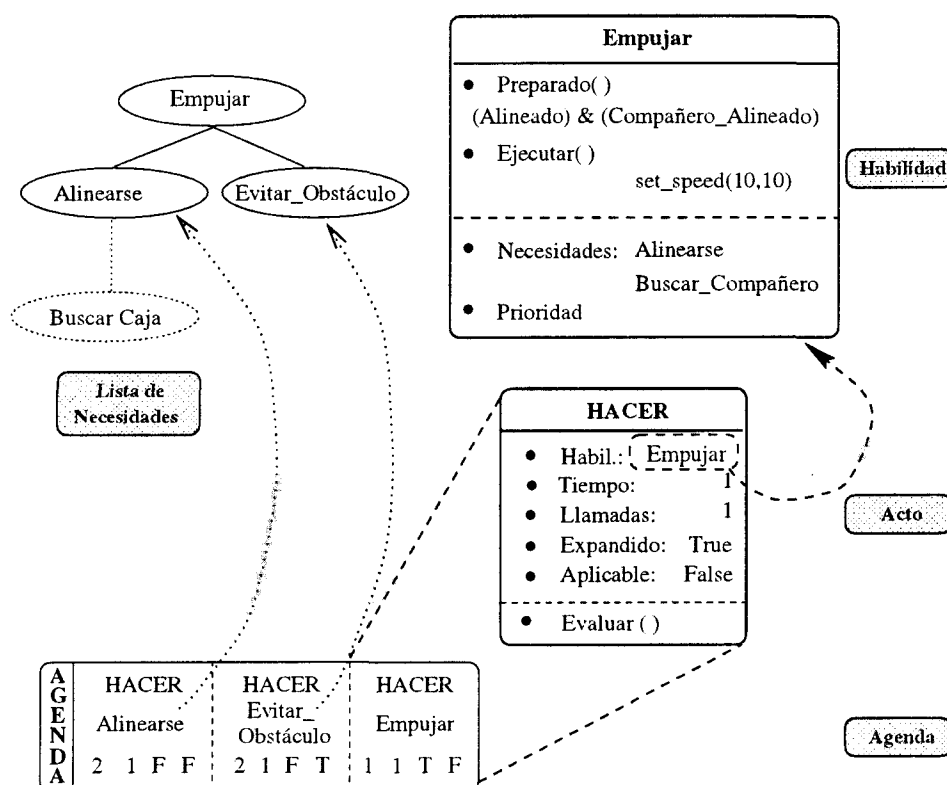 Empujar
Alinearse
Evitar_Obstáculo
Buscar Caja
Lista de
Necesidades
Empujar
• Preparado( )
(Alineado) & (Compañero_Alineado)
• Ejecutar( )
set_speed(10,10)
• Necesidades: Alinearse
Buscar_Compañero
• Prioridad
Habilidad
HACER
• Habil.: Empujar
• Tiempo: 1
• Llamadas: 1
• Expandido: True
• Aplicable: False
• Evaluar ( )
Acto
AGENDA
HACER
Alinearse
2 1 F F
HACER
Evitar_
Obstáculo
2 1 F T
HACER
Empujar
1 1 T F
Agenda